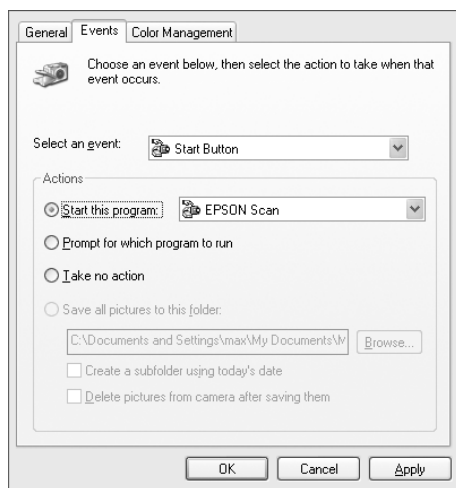 General Events Color Management
Choose an event below, then select the action to take when that
event occurs.
Select an event: Start Button
Actions
Start this program: EPSON Scan
Prompt for which program to run
Take no action
Save all pictures to this folder:
C:\Documents and Settings\max\My Documents\M Browse...
Create a subfolder using today's date
Delete pictures from camera after saving them
OK Cancel Apply